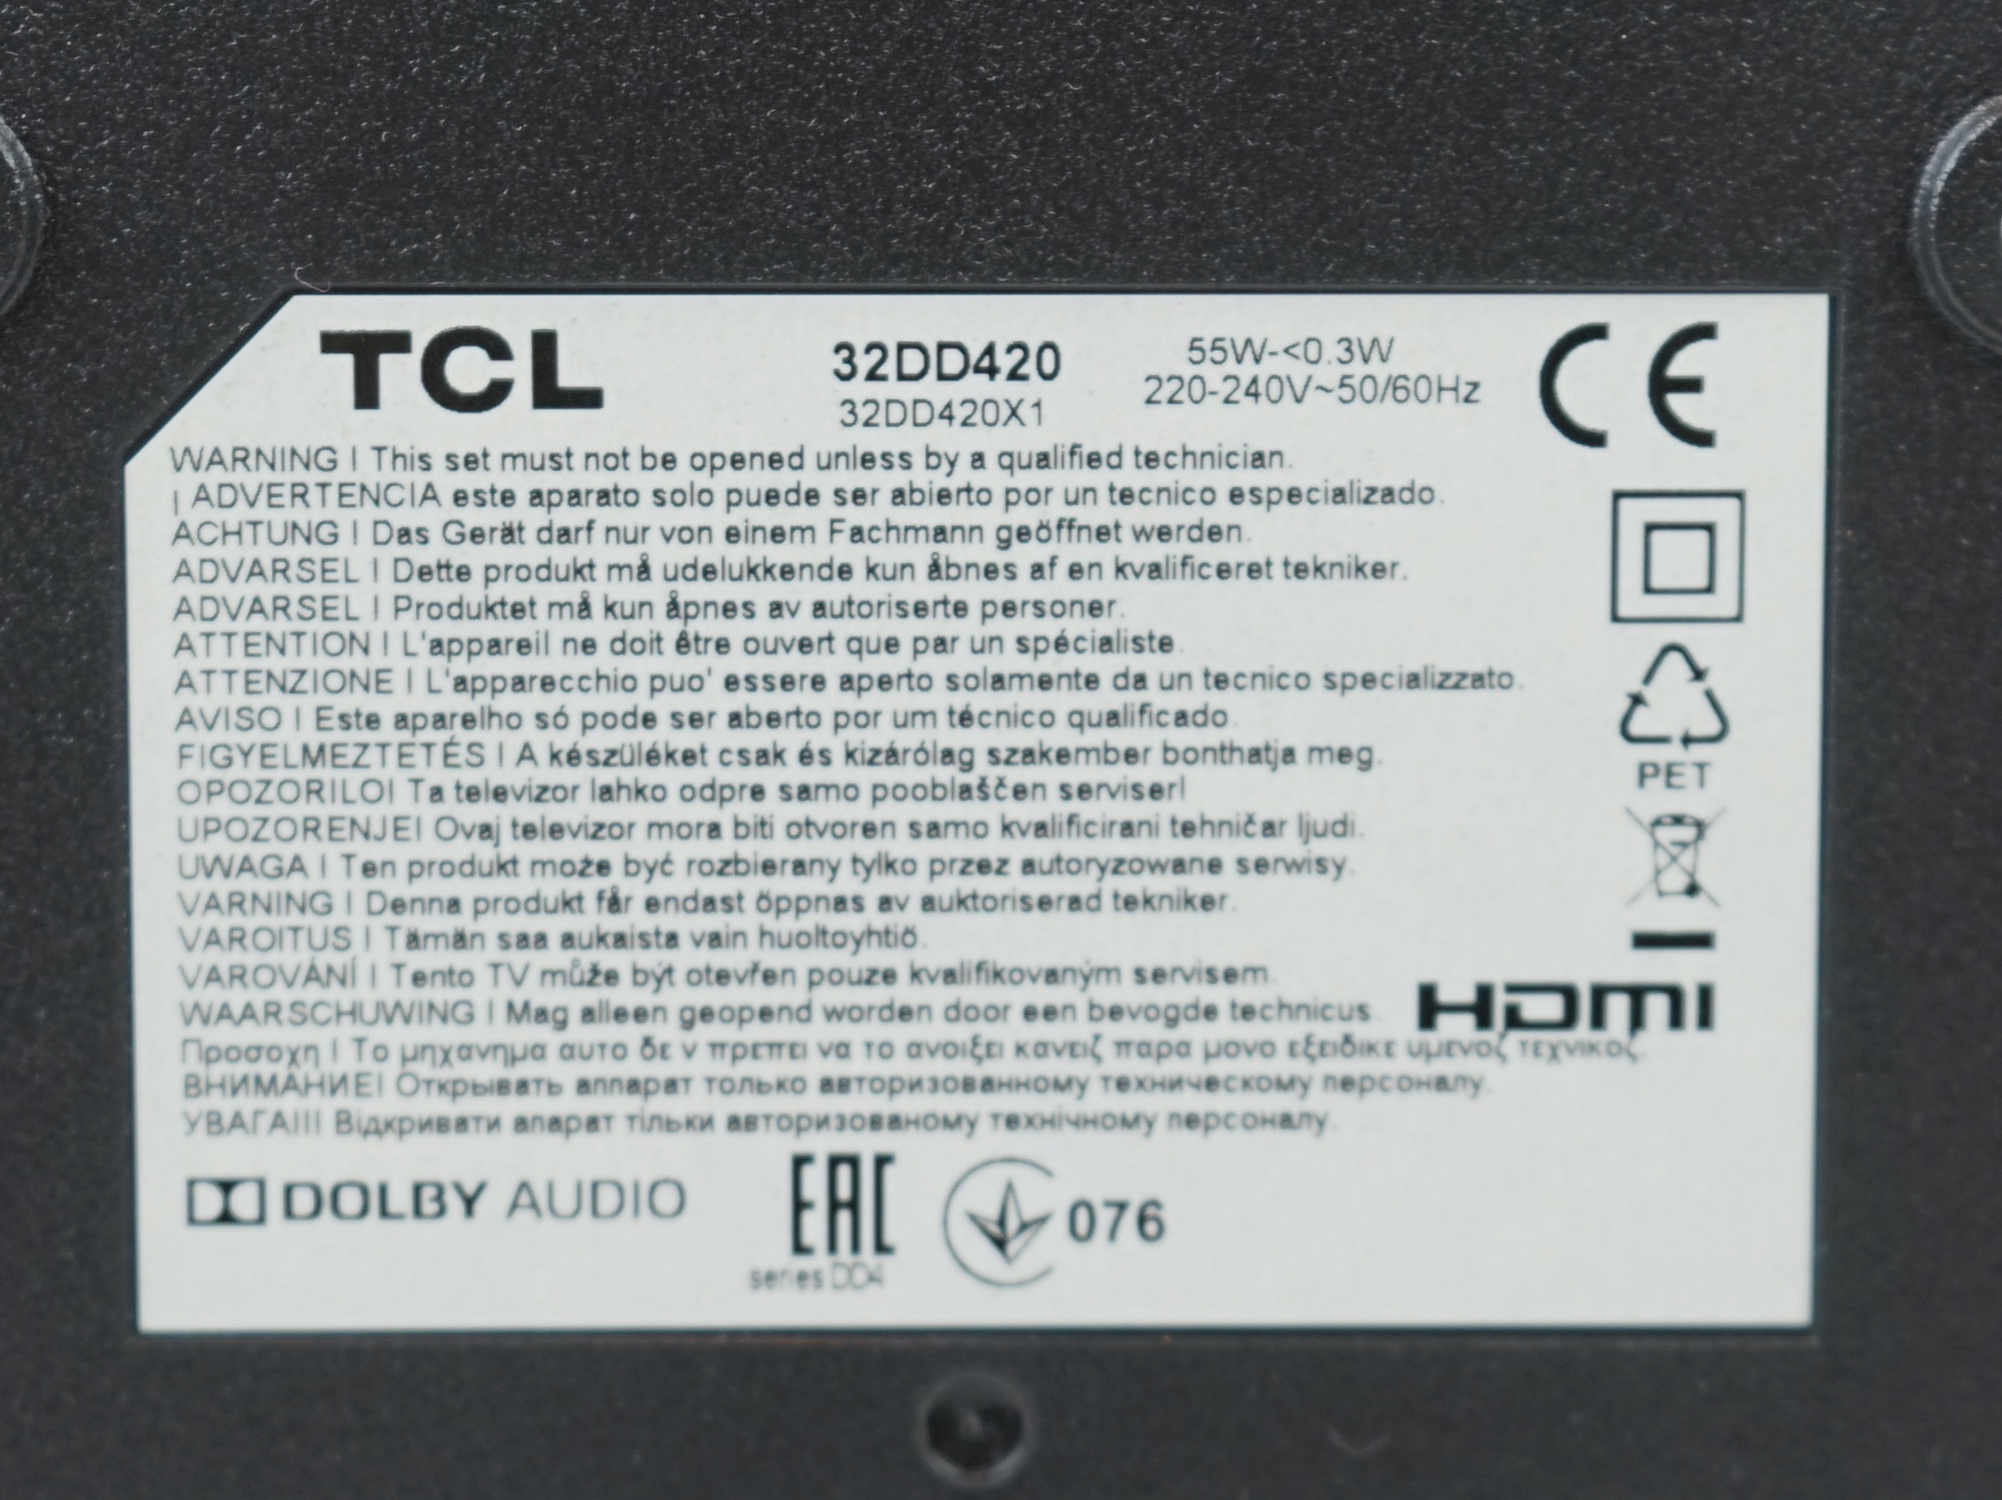 TCL
32DD420
32DD420X1
55W-<0.3W
220-240V~50/60Hz
CE
WARNING ! This set must not be opened unless by a qualified technician.
¡ ADVERTENCIA este aparato solo puede ser abierto por un tecnico especializado.
ACHTUNG ! Das Gerät darf nur von einem Fachmann geöffnet werden.
ADVARSEL ! Dette produkt må udelukkende kun åbnes af en kvalificeret tekniker.
ADVARSEL ! Produktet må kun åpnes av autoriserte personer.
ATTENTION ! L'appareil ne doit être ouvert que par un spécialiste.
ATTENZIONE ! L'apparecchio puo' essere aperto solamente da un tecnico specializzato.
AVISO ! Este aparelho só pode ser aberto por um técnico qualificado.
FIGYELMEZTETÉS ! A készüléket csak és kizárólag szakember bonthatja meg.
OPOZORILO! Ta televizor lahko odpre samo pooblaščen serviser!
UPOZORENJE! Ovaj televizor mora biti otvoren samo kvalificirani tehničar ljudi.
UWAGA ! Ten produkt może być rozbierany tylko przez autoryzowane serwisy.
VARNING ! Denna produkt får endast öppnas av auktoriserad tekniker.
VAROITUS ! Tämän saa aukaista vain huoltoyhtiö.
VAROVÁNÍ ! Tento TV může být otevřen pouze kvalifikovaným servisem.
WAARSCHUWING ! Mag alleen geopend worden door een bevogde technicus.
Προσοχη ! Το μηχανημα αυτο δε ν πρεπει να το ανοιξει κανεις παρα μονο εξειδικε υμενος τεχνικος.
ВНИМАНИЕ! Открывать аппарат только авторизованному техническому персоналу.
УВАГА!!! Відкривати апарат тільки авторизованому технічному персоналу.
PET
HDMI
DOLBY AUDIO
EAC
series DD4
076